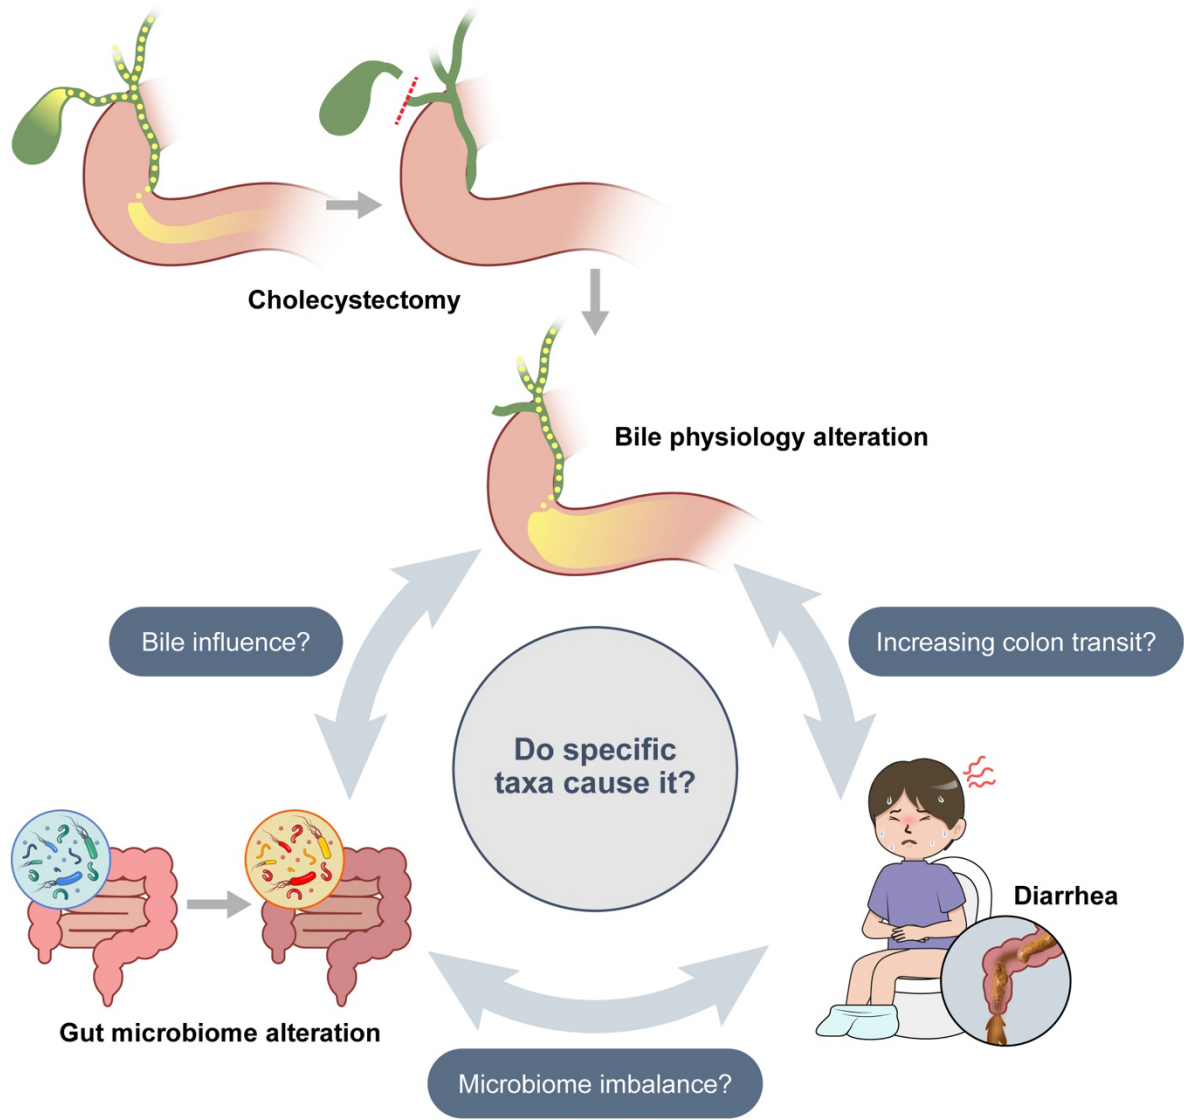 Cholecystectomy
Bile physiology alteration
Bile influence?
Increasing colon transit?
Do specific
taxa cause it?
Diarrhea
Gut microbiome alteration
Microbiome imbalance?